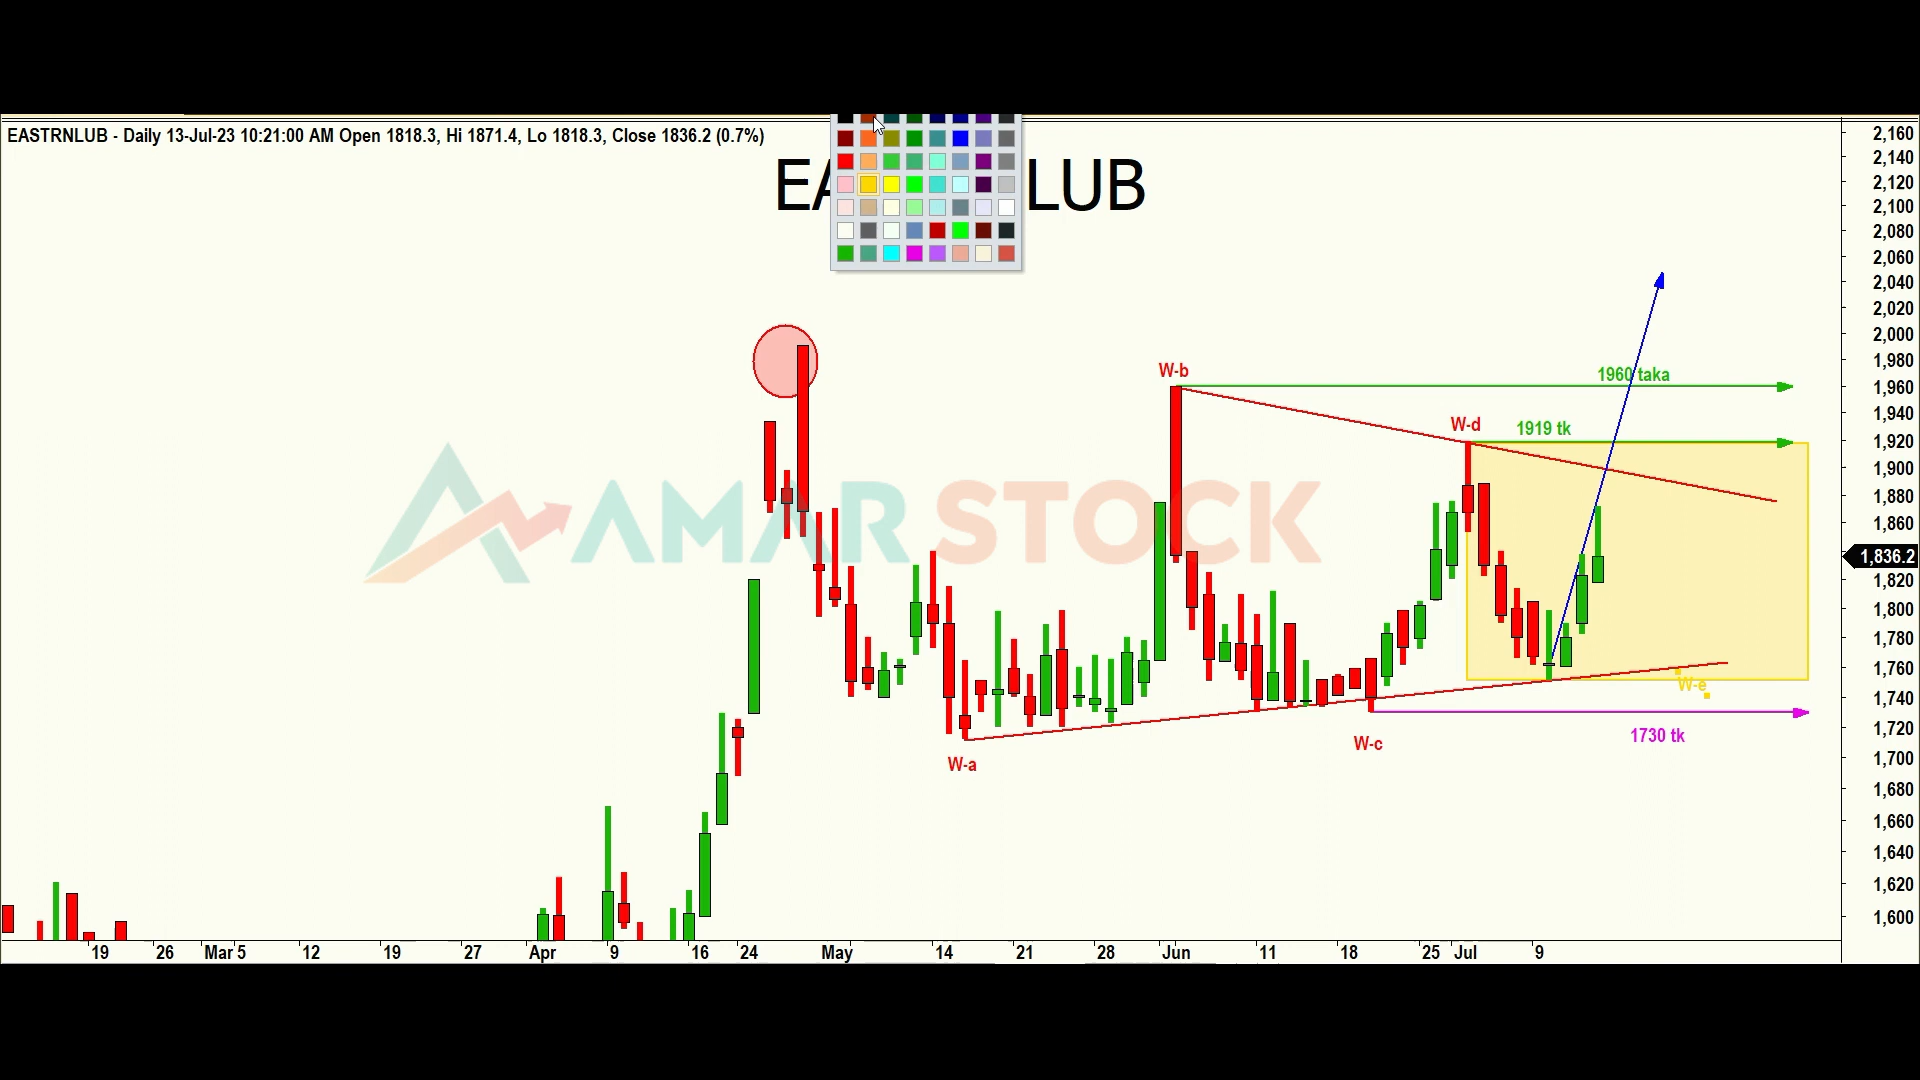 EASTRNLUB - Daily 13-Jul-23 10:21:00 AM Open 1818.3, Hi 1871.4, Lo 1818.3, Close 1836.2 (0.7%)
LUB
2,160
2,140
2,120
2,100
2,080
2,060
2,040
2,020
2,000
1,980
1,960
1,940
1,920
1,900
1,880
1,860
1,836.2
1,820
1,800
1,780
1,760
1,740
1,720
1,700
1,680
1,660
1,640
1,620
1,600
W-b
1960 taka
W-d
1919 tk
AMARSTOCK
W-e
1730 tk
W-c
W-a
19 26 Mar 5 12 19 27 Apr 9 16 24 May 14 21 28 Jun 11 18 25 Jul 9